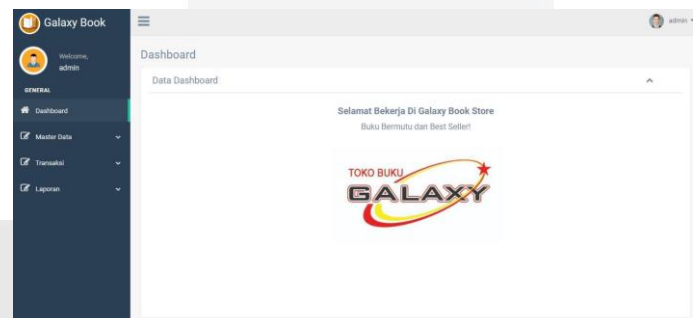 Galaxy Book
Welcome,
admin
GENERAL
Dashboard
Master Data
Transaksi
Laporan
admin
Dashboard
Data Dashboard
Selamat Bekerja Di Galaxy Book Store
Buku Bermutu dan Best Seller!
TOKO BUKU
GALAXY